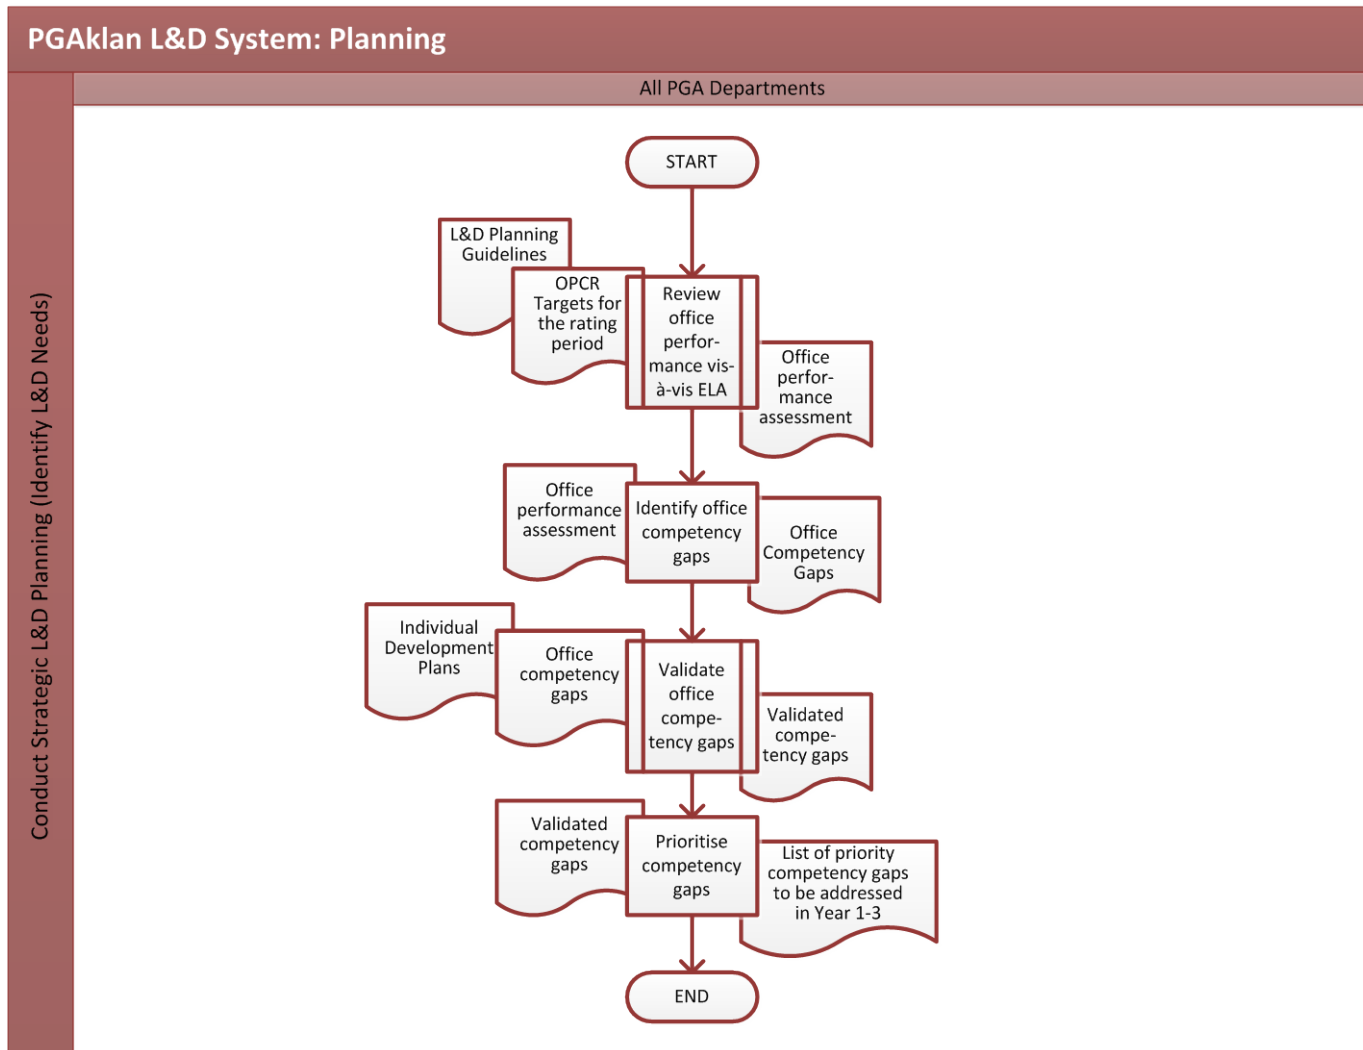 PGAklan L&D System: Planning
All PGA Departments
Conduct Strategic L&D Planning (Identify L&D Needs)
START
L&D Planning
Guidelines
OPCR
Targets for
the rating
period
Review
office
perfor-
mance vis-
à-vis ELA
Office
perfor-
mance
assessment
Office
performance
assessment
Identify office
competency
gaps
Office
Competency
Gaps
Individual
Development
Plans
Office
competency
gaps
Validate
office
compe-
tency gaps
Validated
compe-
tency gaps
Validated
competency
gaps
Prioritise
competency
gaps
List of priority
competency gaps
to be addressed
in Year 1-3
END